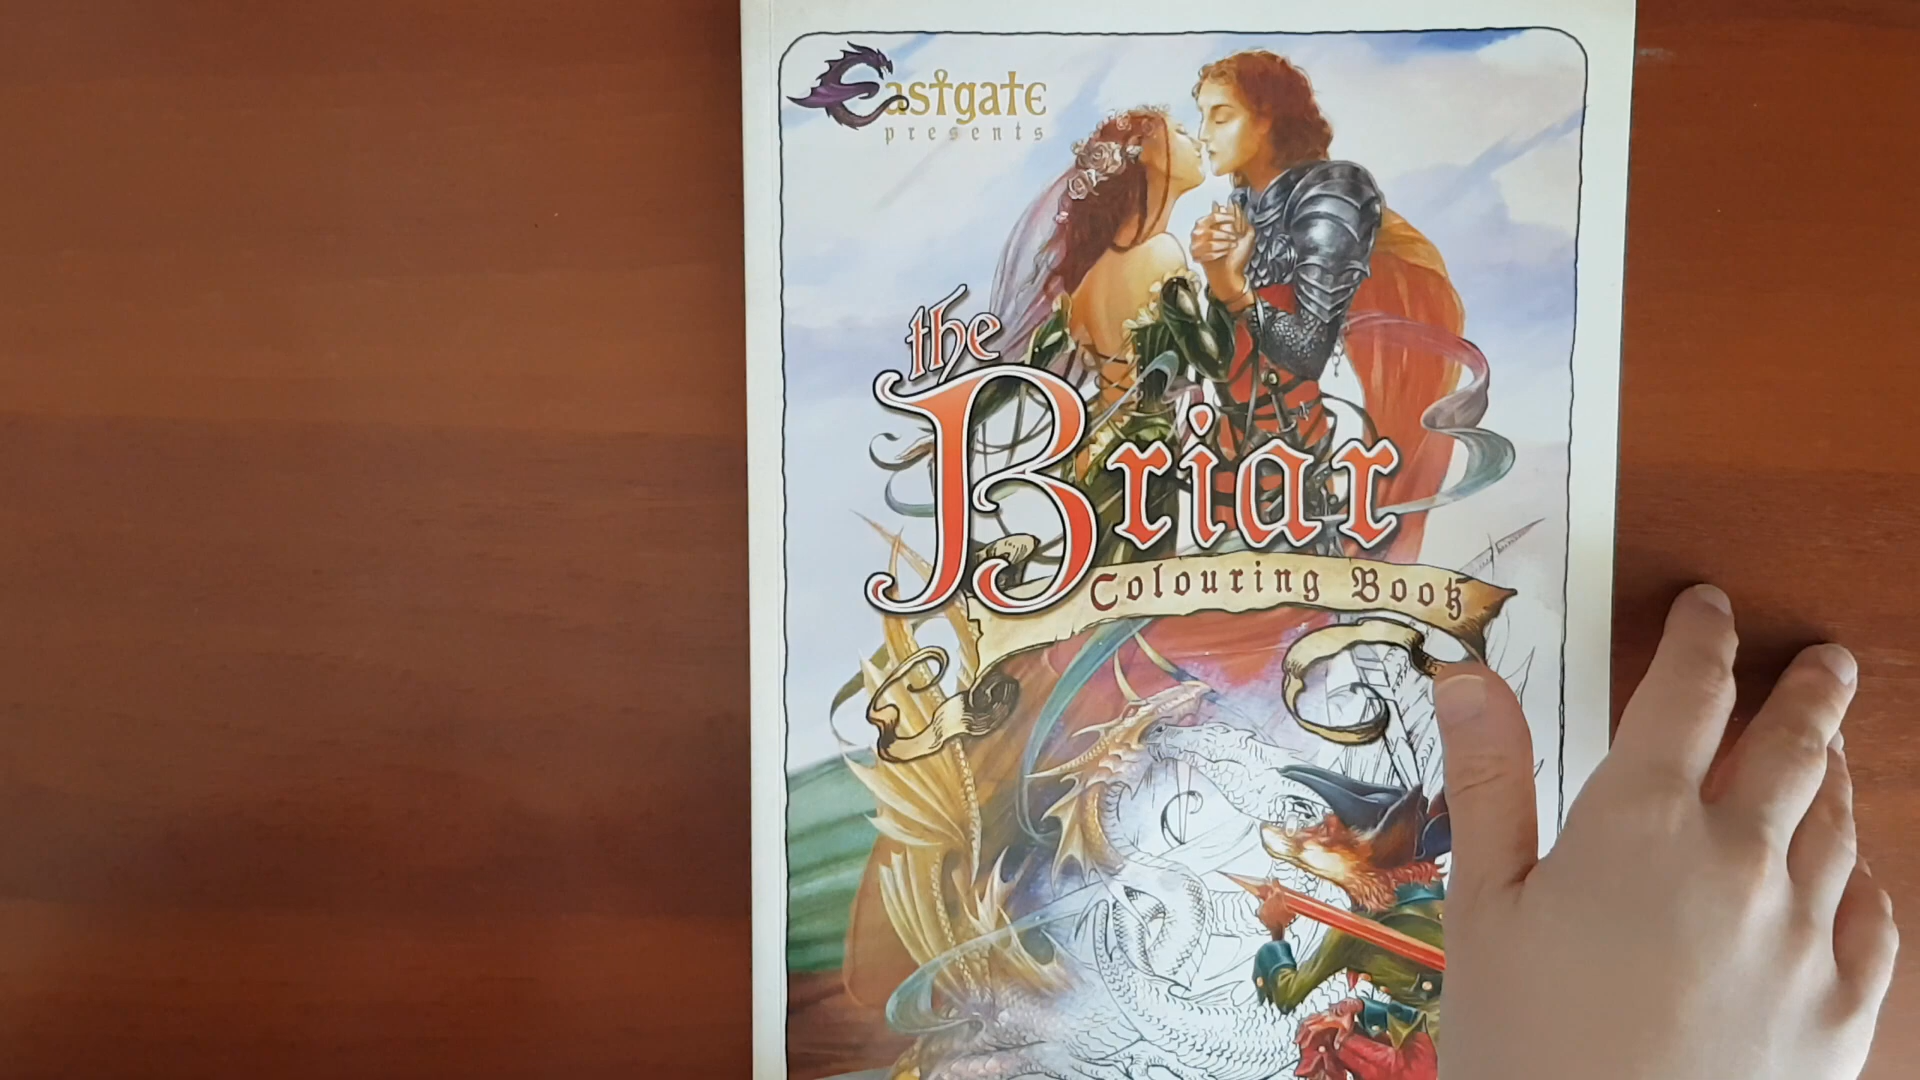 Eastgate
presents
the
Briar
Colouring Book